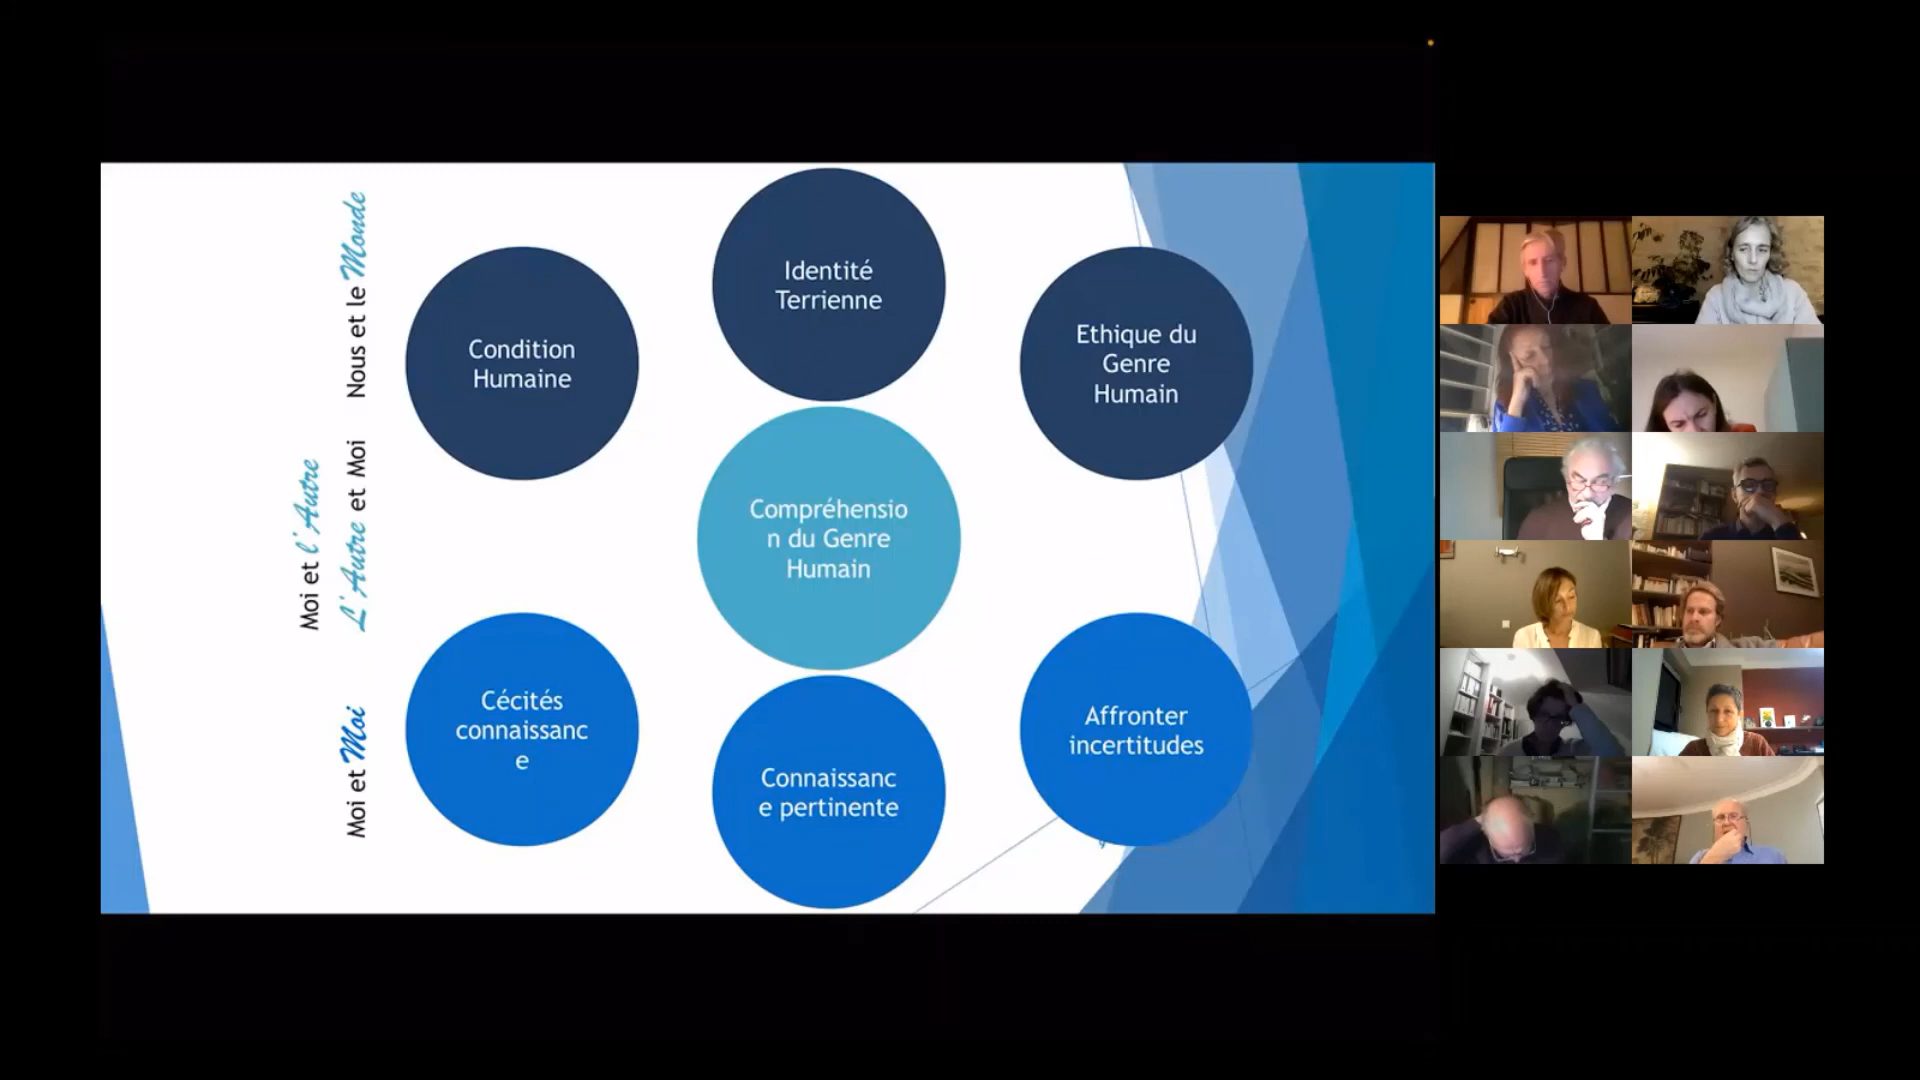 Nous et le Monde
Moi et l'Autre
L'Autre et Moi
Moi et Moi
Condition
Humaine
Identité
Terrienne
Ethique du
Genre
Humain
Compréhensio
n du Genre
Humain
Cécités
connaissanc
e
Connaissanc
e pertinente
Affronter
incertitudes